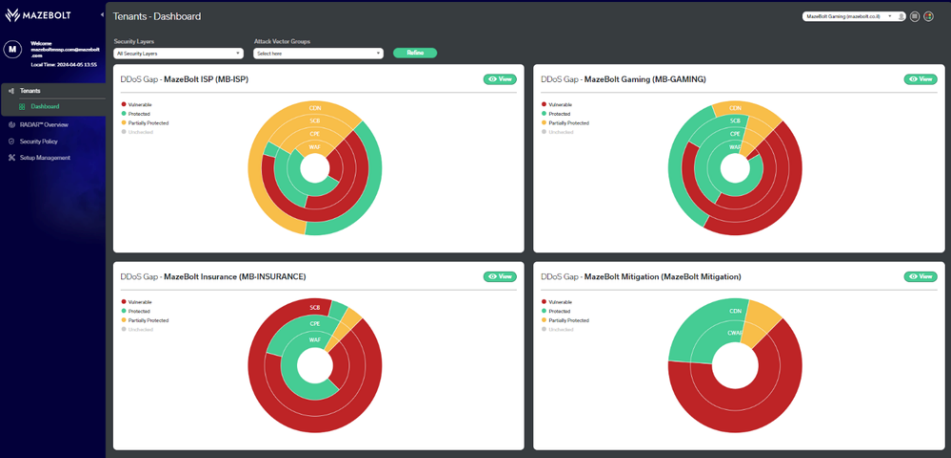 MAZEBOLT
Tenants - Dashboard
MazeBolt Gaming (mazebolt.co.il)
M
Welcome
mazeboltmssp.com@mazebolt
.com
Local Time: 2024-04-05 13:55
Tenants
Dashboard
RADAR™ Overview
Security Policy
Setup Management
Security Layers
Attack Vector Groups
All Security Layers
Select here
Refine
DDoS Gap - MazeBolt ISP (MB-ISP)
View
Vulnerable
Protected
Partially Protected
Unchecked
CDN
SCB
CPE
WAF
DDoS Gap - MazeBolt Gaming (MB-GAMING)
View
Vulnerable
Protected
Partially Protected
Unchecked
CDN
SCB
CPE
WAF
DDoS Gap - MazeBolt Insurance (MB-INSURANCE)
View
Vulnerable
Protected
Partially Protected
Unchecked
SCB
CPE
WAF
DDoS Gap - MazeBolt Mitigation (MazeBolt Mitigation)
View
Vulnerable
Protected
Partially Protected
Unchecked
CDN
CWAF